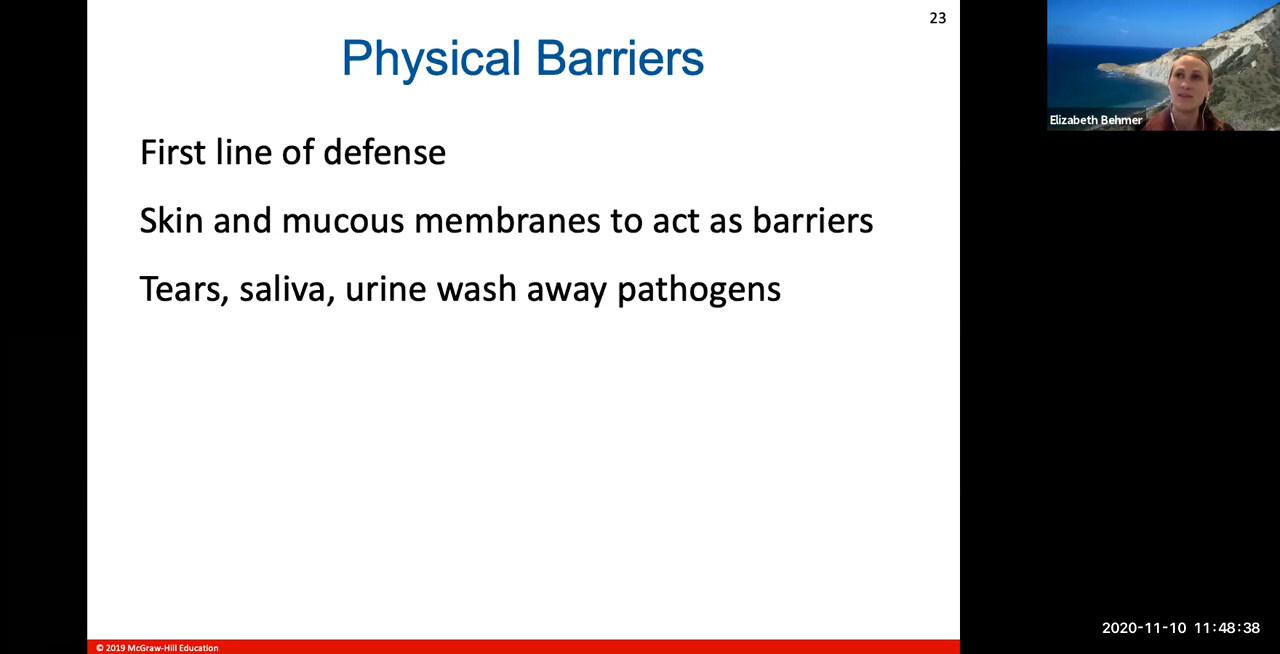 23
Physical Barriers
First line of defense
Skin and mucous membranes to act as barriers
Tears, saliva, urine wash away pathogens
Elizabeth Behmer
2020-11-10 11:48:38
© 2019 McGraw-Hill Education